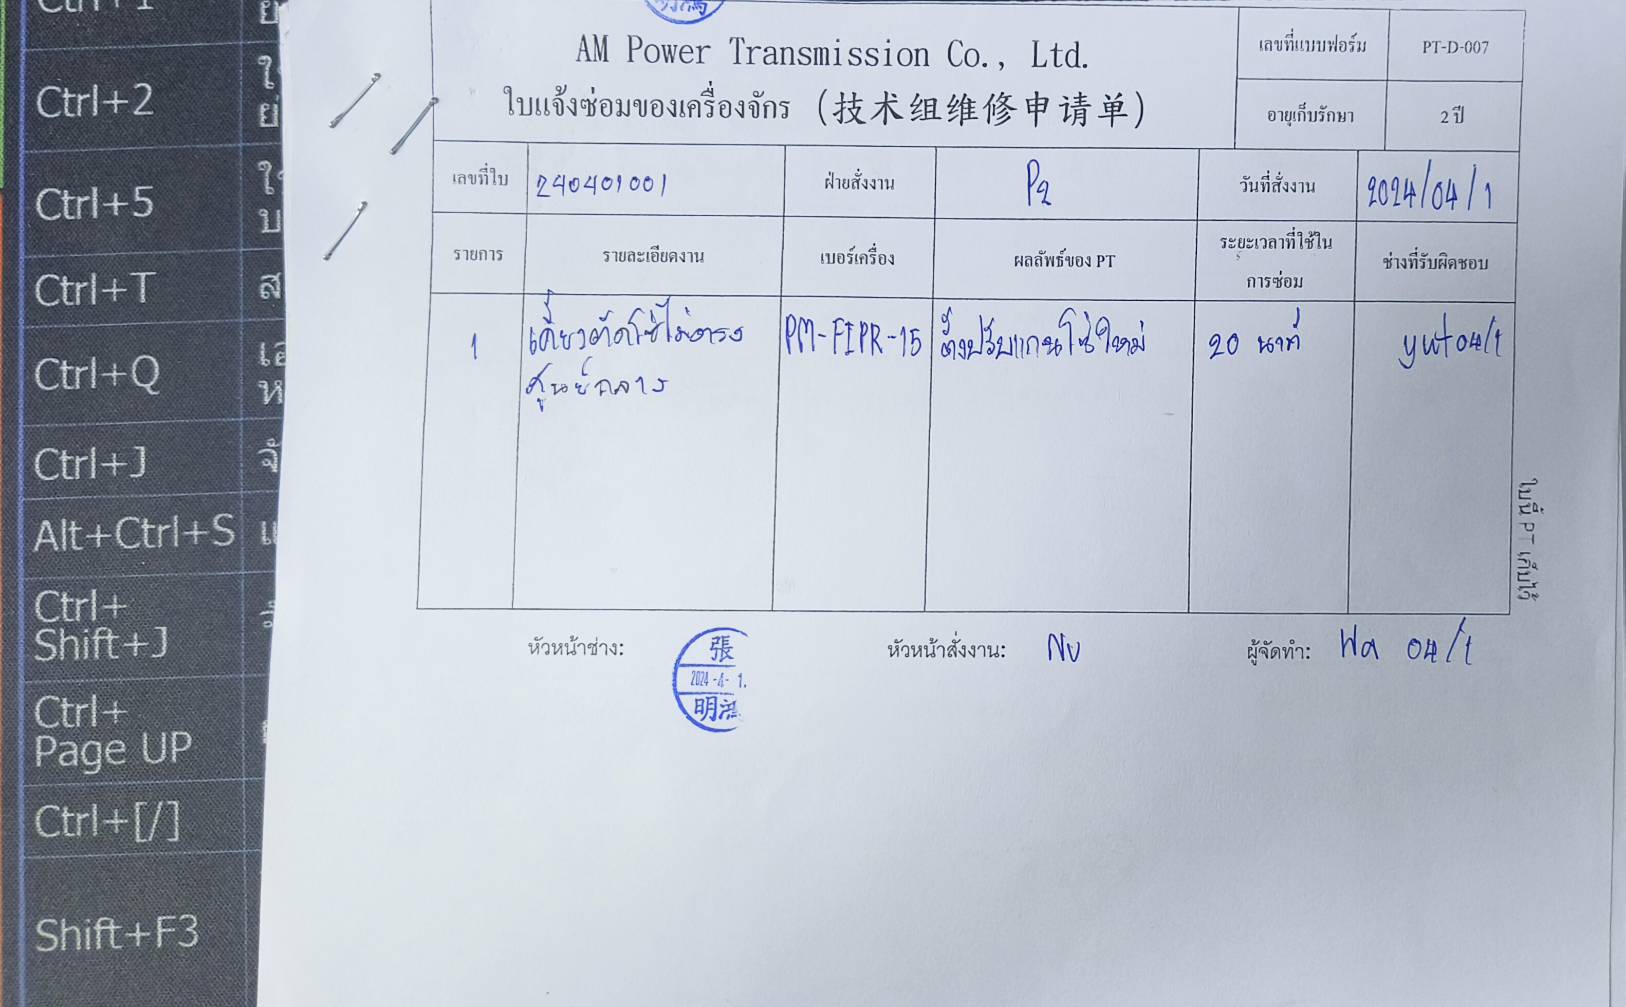 Ctrl+2
Ctrl+5
Ctrl+T
Ctrl+Q
Ctrl+J
Alt+Ctrl+S
Ctrl+
Shift+J
Ctrl+
Page UP
Ctrl+[/]
Shift+F3
AM Power Transmission Co., Ltd.
ใบแจ้งซ่อมของเครื่องจักร (技术组维修申请单)
เลขที่แบบฟอร์ม PT-D-007
อายุเก็บรักษา 2 ปี
เลขที่ใบ 240401001 ฝ่ายสั่งงาน P2 วันที่สั่งงาน 2024/04/1
รายการ รายละเอียดงาน เบอร์เครื่อง ผลลัพธ์ของ PT ระยะเวลาที่ใช้ใน
การซ่อม
ช่างที่รับผิดชอบ
1 ตัดโซ่ไม่ตรง PM-FIPR-15 ตั้งปรับแกนโซ่ใหม่ 20 นาที 04/1
ศูนย์กลาง
ใบนี้ PT เก็บไว้
หัวหน้าช่าง: 張
2024-4-1.
明鴻
หัวหน้าสั่งงาน: Nu ผู้จัดทำ: Wa 04/1